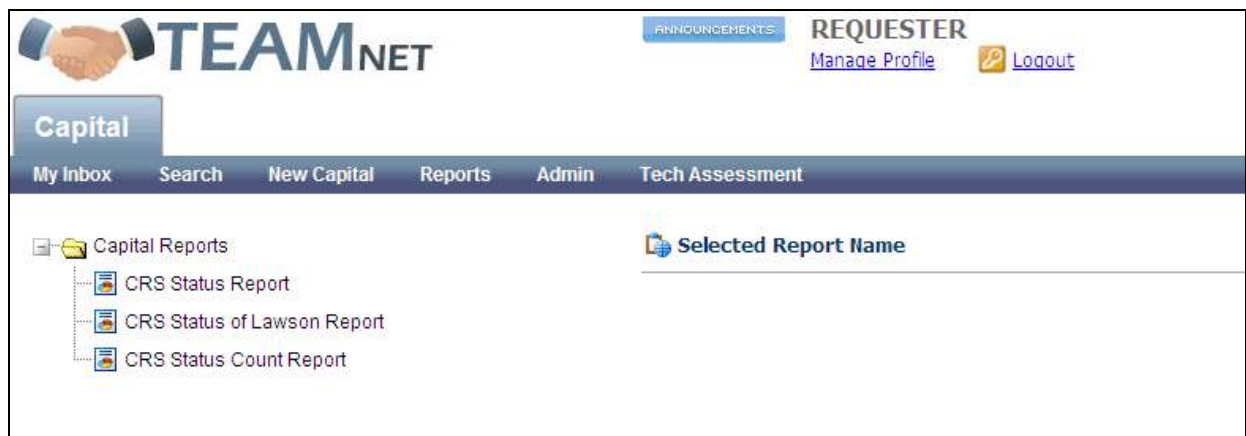 TEAMNET
ANNOUNCEMENTS
REQUESTER
Manage Profile
Logout
Capital
My Inbox Search New Capital Reports Admin Tech Assessment
Capital Reports
CRS Status Report
CRS Status of Lawson Report
CRS Status Count Report
Selected Report Name